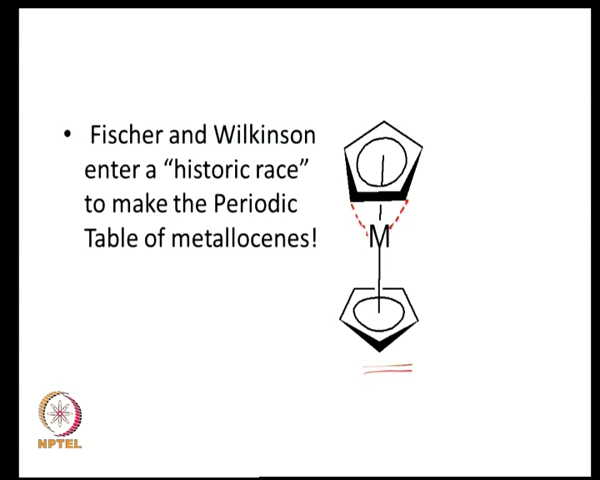 • Fischer and Wilkinson
enter a “historic race”
to make the Periodic
Table of metallocenes!
M
NPTEL